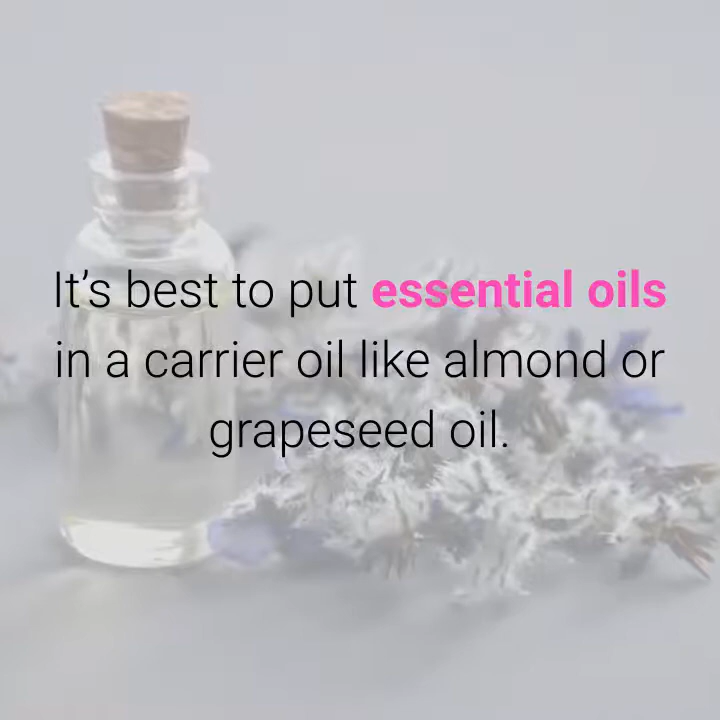 It’s best to put essential oils
in a carrier oil like almond or
grapeseed oil.